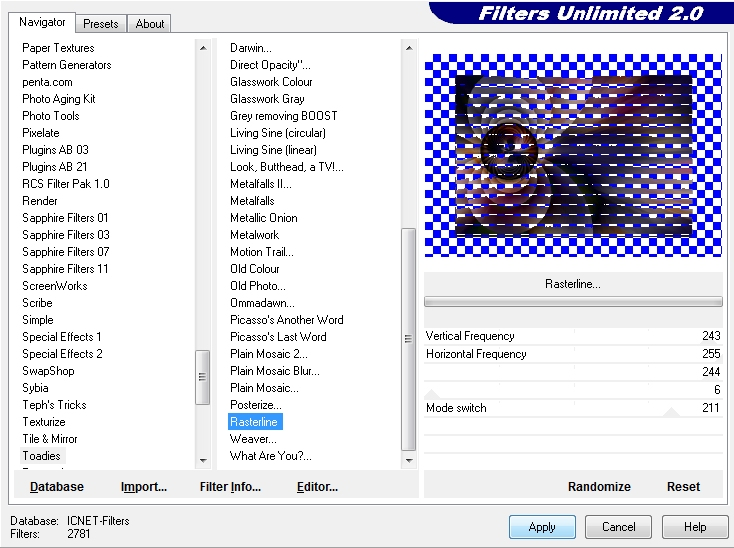 Filters Unlimited 2.0
Navigator
Presets
About
Paper Textures
Pattern Generators
penta.com
Photo Aging Kit
Photo Tools
Pixelate
Plugins AB 03
Plugins AB 21
RCS Filter Pak 1.0
Render
Sapphire Filters 01
Sapphire Filters 03
Sapphire Filters 07
Sapphire Filters 11
ScreenWorks
Scribe
Simple
Special Effects 1
Special Effects 2
SwapShop
Sybia
Teph's Tricks
Texturize
Tile & Mirror
Toadies
Darwin...
Direct Opacity''...
Glasswork Colour
Glasswork Gray
Grey removing BOOST
Living Sine (circular)
Living Sine (linear)
Look, Butthead, a TV!...
Metalfalls II...
Metalfalls
Metallic Onion
Metalwork
Motion Trail...
Old Colour
Old Photo...
Ommadawn...
Picasso's Another Word
Picasso's Last Word
Plain Mosaic 2...
Plain Mosaic Blur...
Plain Mosaic...
Posterize...
Rasterline
Weaver...
What Are You?...
Rasterline...
Vertical Frequency 243
Horizontal Frequency 255
244
6
Mode switch 211
Database
Import...
Filter Info...
Editor...
Randomize
Reset
Database: ICNET-Filters
Filters: 2781
Apply
Cancel
Help